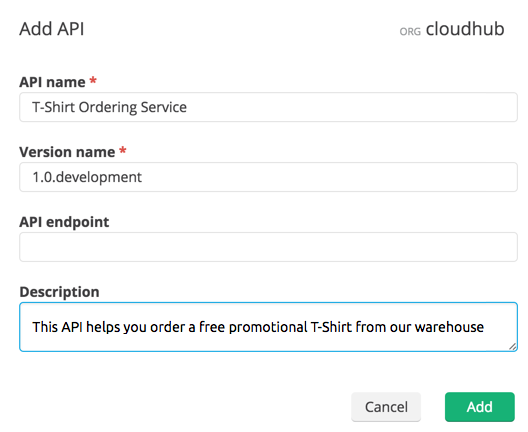 Add API
ORG cloudhub
API name *
T-Shirt Ordering Service
Version name *
1.0.development
API endpoint
Description
This API helps you order a free promotional T-Shirt from our warehouse
Cancel
Add